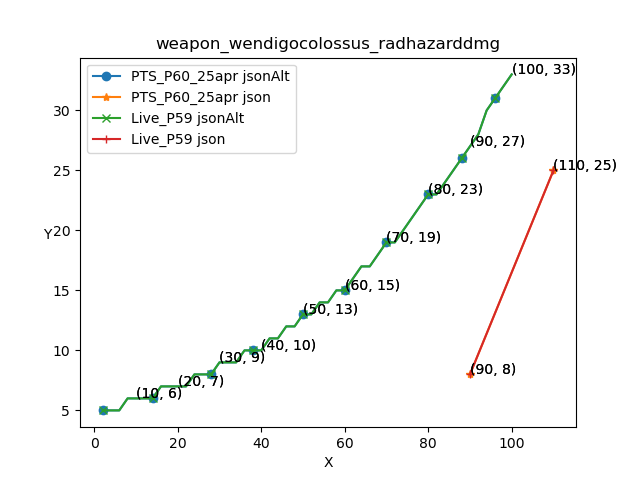 weapon_wendigocolossus_radhazarddmg
PTS_P60_25apr jsonAlt
PTS_P60_25apr json
Live_P59 jsonAlt
Live_P59 json
(100, 33)
(90, 27)
(110, 25)
(80, 23)
(70, 19)
(60, 15)
(50, 13)
(40, 10)
(30, 9)
(20, 7)
(10, 6)
(90, 8)
30
25
20
15
10
5
Y
0 20 40 60 80 100
X